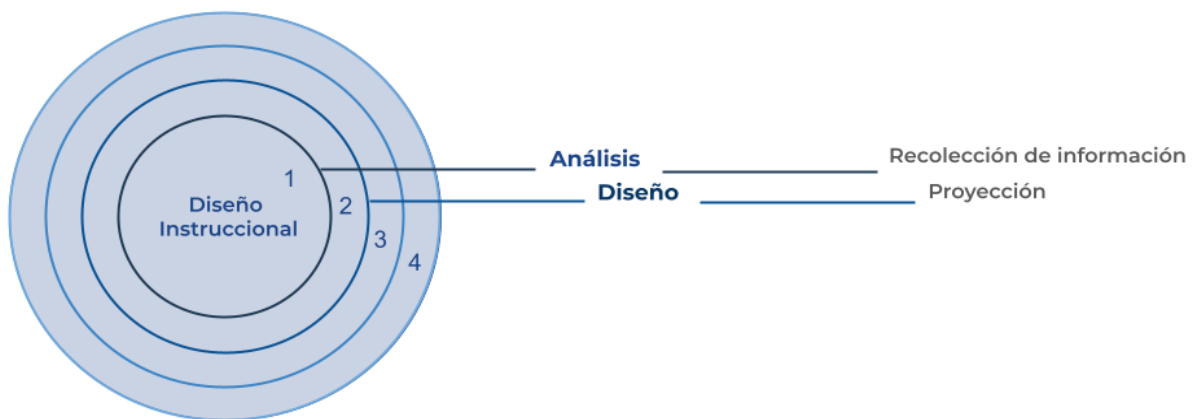 1
Diseño
Instruccional
2
3
4
Análisis
Recolección de información
Diseño
Proyección